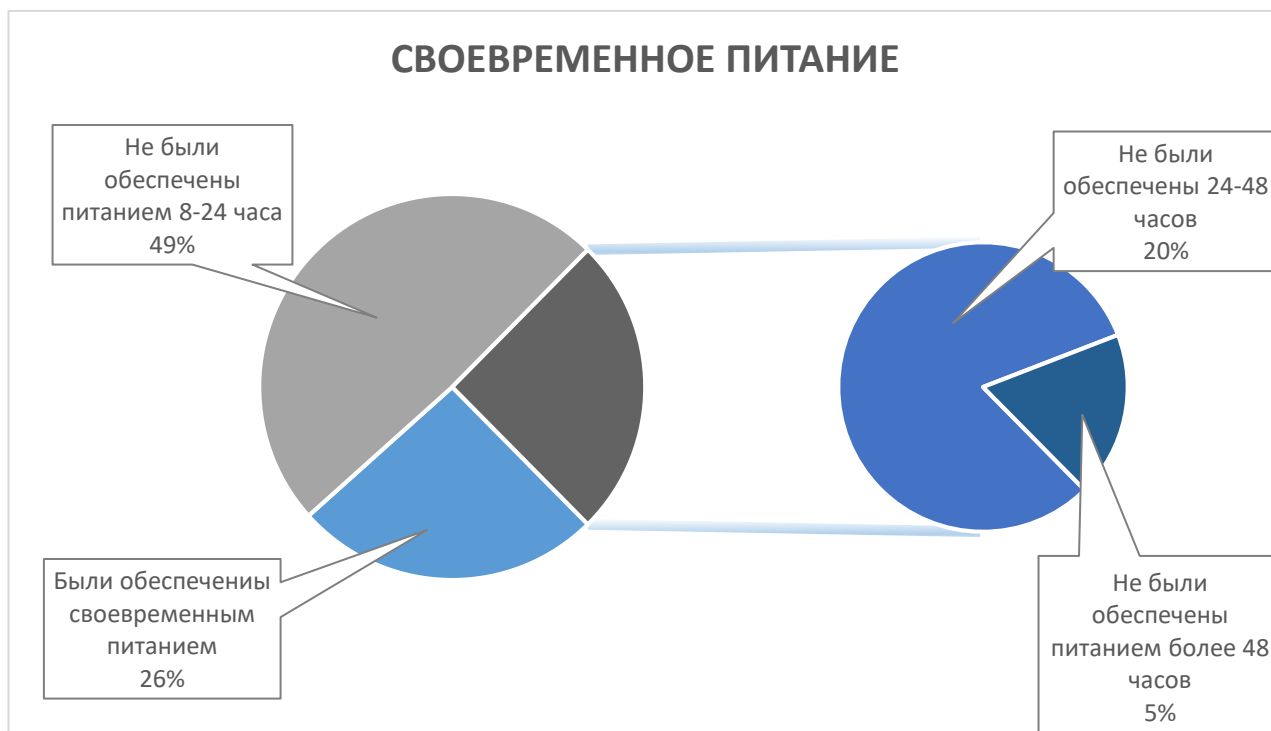 СВОЕВРЕМЕННОЕ ПИТАНИЕ
Не были
обеспечены
питанием 8-24 часа
49%
Не были
обеспечены 24-48
часов
20%
Были обеспечениы
своевременным
питанием
26%
Не были
обеспечены
питанием более 48
часов
5%